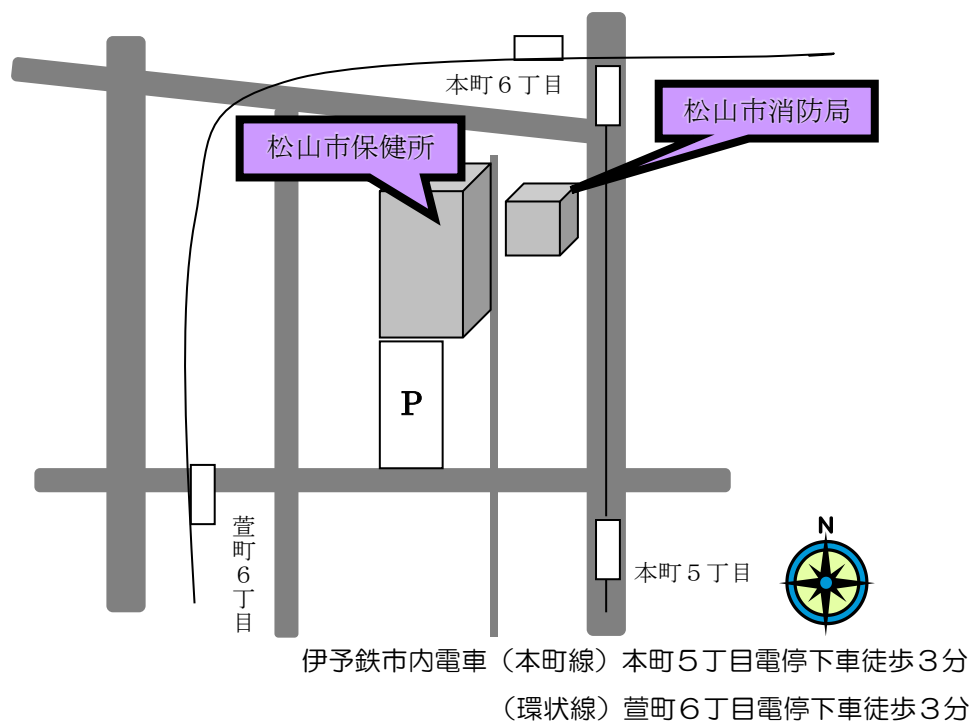 本町６丁目
松山市消防局
松山市保健所
P
萱町６丁目
N
本町５丁目
伊予鉄市内電車（本町線）本町５丁目電停下車徒歩３分
（環状線）萱町６丁目電停下車徒歩３分